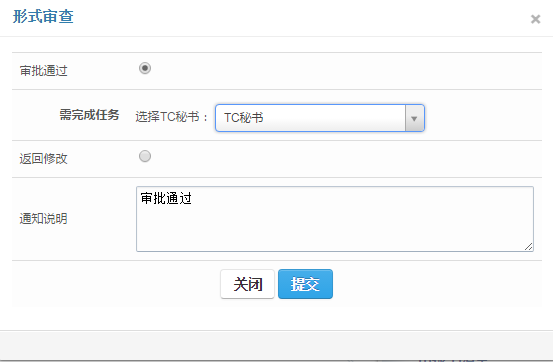 形式审查
×
审批通过
需完成任务 选择TC秘书： TC秘书
返回修改
通知说明 审批通过
关闭 提交